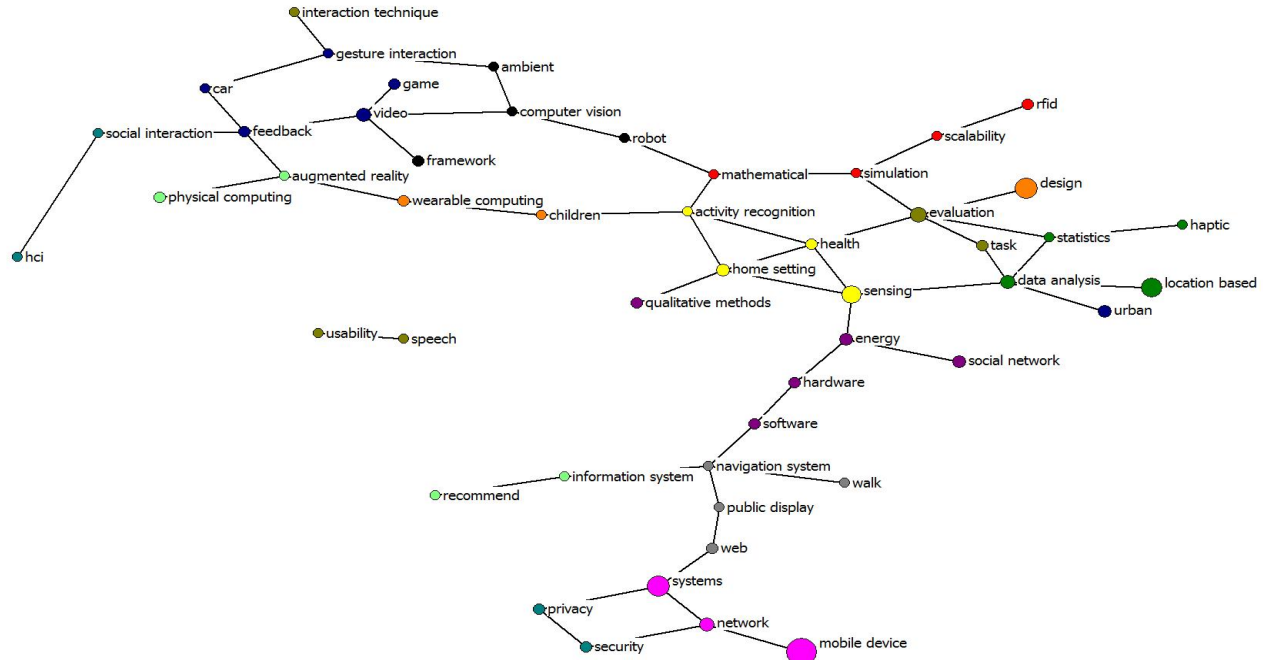 interaction technique
gesture interaction
ambient
car
game
rfid
video
computer vision
social interaction
feedback
robot
scalability
framework
augmented reality
mathematical
simulation
design
physical computing
wearable computing
children
activity recognition
evaluation
haptic
statistics
health
task
hci
home setting
data analysis
location based
sensing
qualitative methods
urban
usability
speech
energy
social network
hardware
software
navigation system
information system
walk
recommend
public display
web
systems
privacy
network
security
mobile device